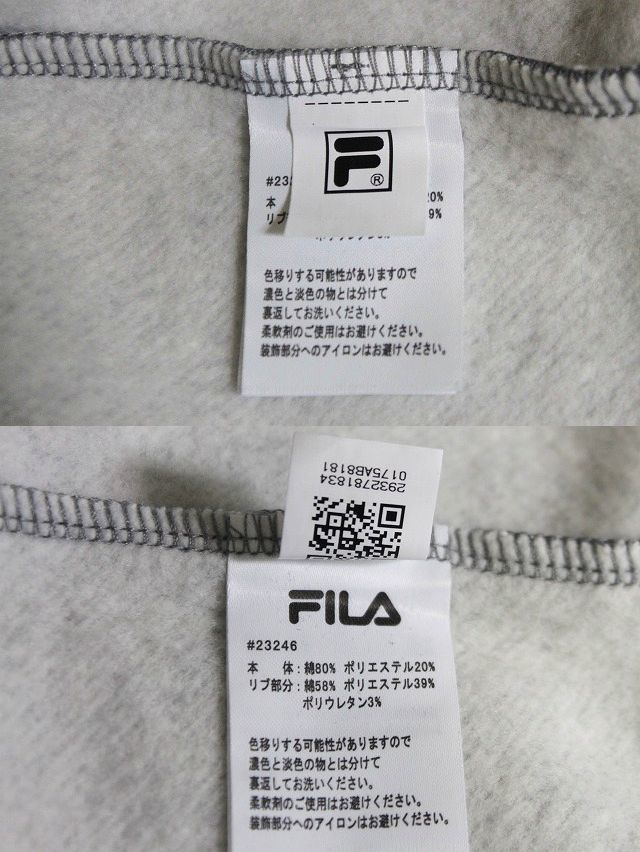 F
®
#23
本 20%
リブ 39%
色移りする可能性がありますので
濃色と淡色の物とは分けて
裏返してお洗いください。
柔軟剤のご使用はお避けください。
装飾部分へのアイロンはお避けください。
2932781834
0175AB8181
FILA
#23246
本 体：綿80% ポリエステル20%
リブ部分：綿58% ポリエステル39%
ポリウレタン3%
色移りする可能性がありますので
濃色と淡色の物とは分けて
裏返してお洗いください。
柔軟剤のご使用はお避けください。
装飾部分へのアイロンはお避けください。